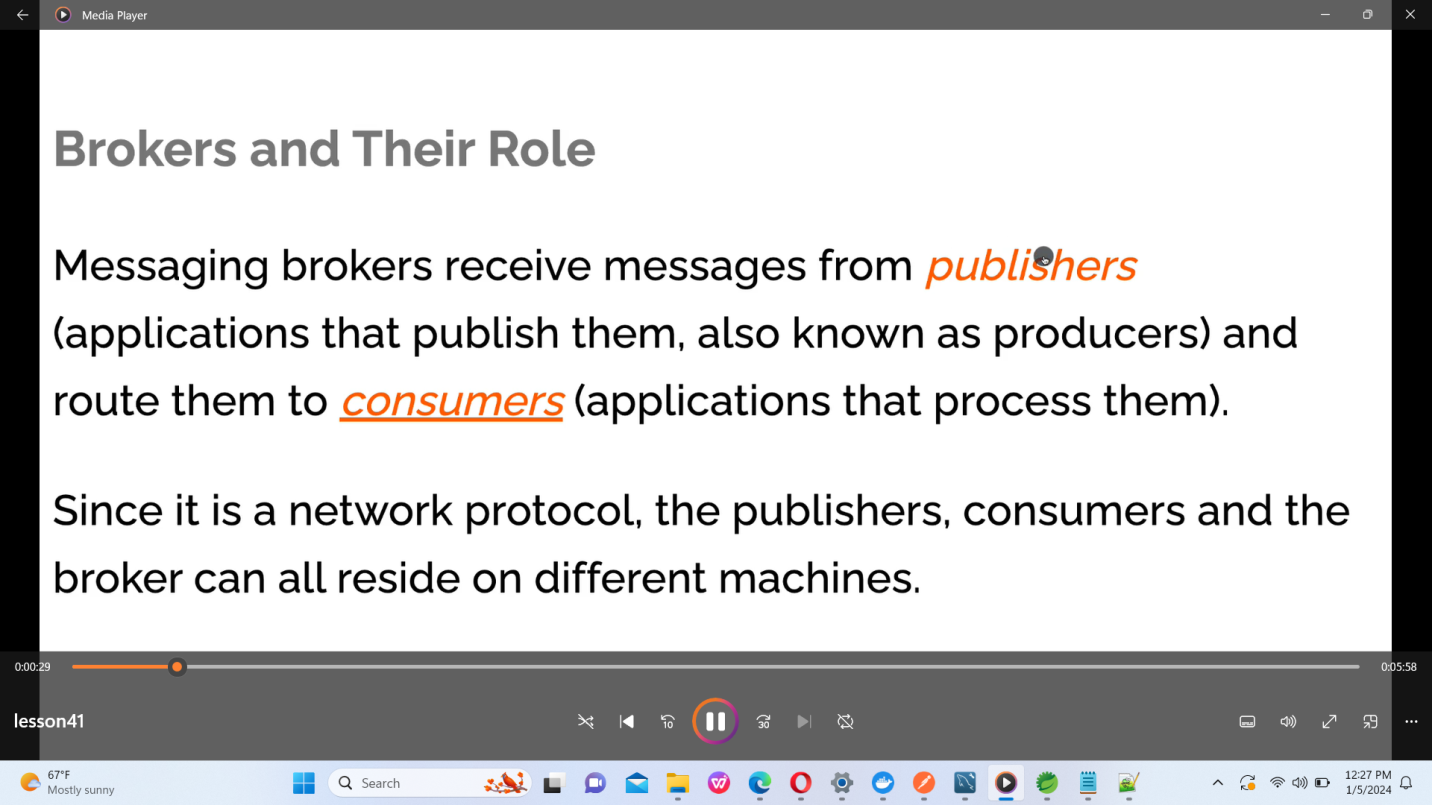 Media Player
Brokers and Their Role
Messaging brokers receive messages from publishers
(applications that publish them, also known as producers) and
route them to consumers (applications that process them).
Since it is a network protocol, the publishers, consumers and the
broker can all reside on different machines.
0:00:29
0:05:58
lesson41
10
30
67°F
Mostly sunny
Search
12:27 PM
1/5/2024